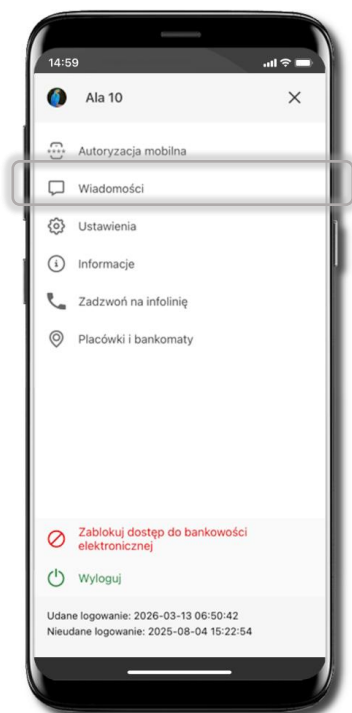 14:59
Ala 10
Autoryzacja mobilna
Wiadomości
Ustawienia
Informacje
Zadzwoń na infolinię
Placówki i bankomaty
Zablokuj dostęp do bankowości
elektronicznej
Wyloguj
Udane logowanie: 2026-03-13 06:50:42
Nieudane logowanie: 2025-08-04 15:22:54